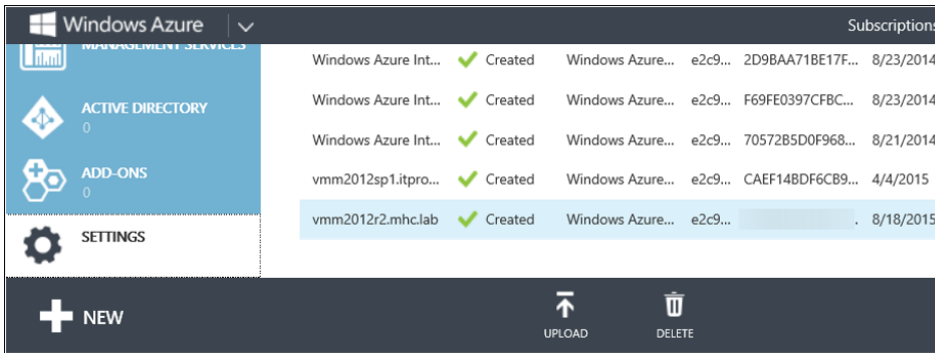 Windows Azure
Subscriptions
MANAGEMENT SERVICES
ACTIVE DIRECTORY
0
ADD-ONS
0
SETTINGS
Windows Azure Int... Created Windows Azure... e2c9... 2D9BAA71BE17F... 8/23/2014
Windows Azure Int... Created Windows Azure... e2c9... F69FE0397CFBC... 8/23/2014
Windows Azure Int... Created Windows Azure... e2c9... 70572B5D0F968... 8/21/2014
vmm2012sp1.itpro... Created Windows Azure... e2c9... CAEF14BDF6CB9... 4/4/2015
vmm2012r2.mhc.lab Created Windows Azure... e2c9... . 8/18/2015
NEW
UPLOAD
DELETE